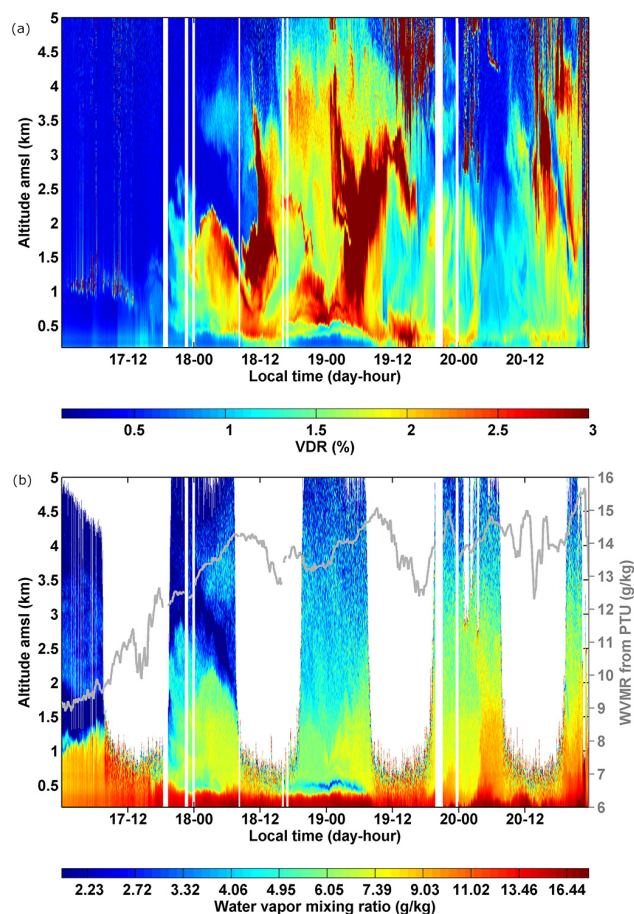 (a)
5
4.5
4
3.5
3
2.5
2
1.5
1
0.5
Altitude amsl (km)
17-12 18-00 18-12 19-00 19-12 20-00 20-12
Local time (day-hour)
0.5 1 1.5 2 2.5 3
VDR (%)
(b)
5
4.5
4
3.5
3
2.5
2
1.5
1
0.5
Altitude amsl (km)
16
15
14
13
12
11
10
9
8
7
6
WVMR from PTU (g/kg)
17-12 18-00 18-12 19-00 19-12 20-00 20-12
Local time (day-hour)
2.23 2.72 3.32 4.06 4.95 6.05 7.39 9.03 11.02 13.46 16.44
Water vapor mixing ratio (g/kg)